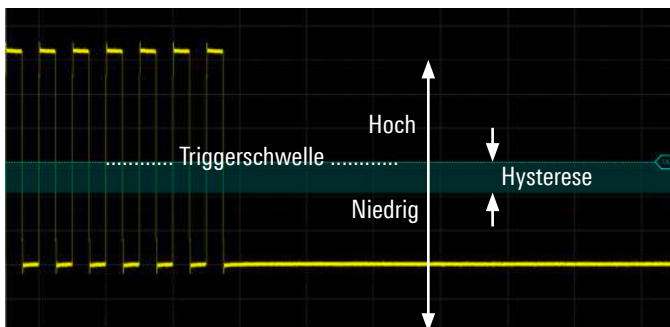 Hoch
............ Triggerschwelle ............
Hysterese
Niedrig